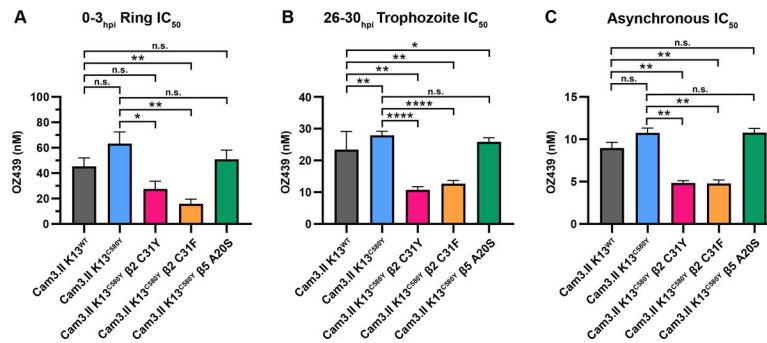 A
0-3hpi Ring IC50
n.s.
**
n.s.
n.s.
n.s.
**
*
OZ439 (nM)
100
80
60
40
20
0
Cam3.II K13WT
Cam3.II K13C580Y
Cam3.II K13C580Y β2 C31Y
Cam3.II K13C580Y β2 C31F
Cam3.II K13C580Y β5 A20S
B
26-30hpi Trophozoite IC50
*
**
**
**
n.s.
****
****
OZ439 (nM)
40
30
20
10
0
Cam3.II K13WT
Cam3.II K13C580Y
Cam3.II K13C580Y β2 C31Y
Cam3.II K13C580Y β2 C31F
Cam3.II K13C580Y β5 A20S
C
Asynchronous IC50
n.s.
**
**
n.s.
n.s.
**
**
OZ439 (nM)
15
10
5
0
Cam3.II K13WT
Cam3.II K13C580Y
Cam3.II K13C580Y β2 C31Y
Cam3.II K13C580Y β2 C31F
Cam3.II K13C580Y β5 A20S